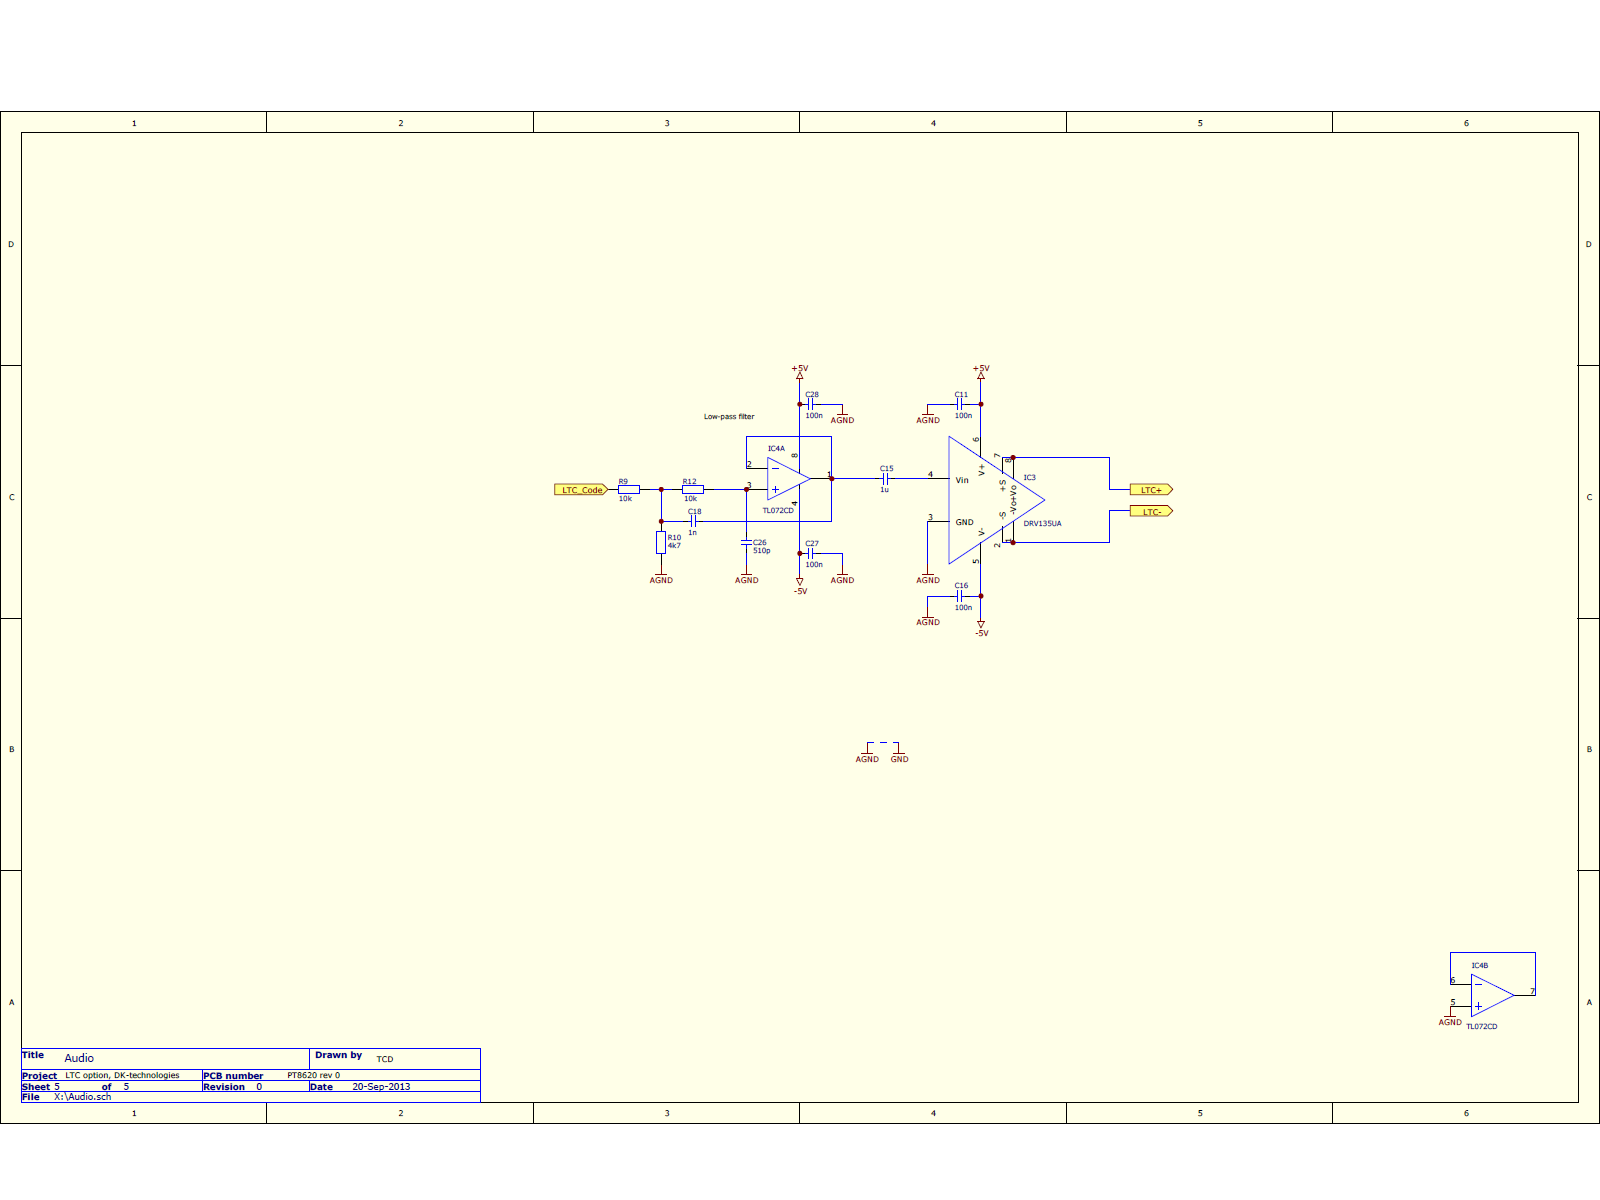 1 2 3 4 5 6
D D
+5V +5V
C28 C11
100n 100n
AGND AGND
Low-pass filter
IC4A
8
2
3
1
4
TL072CD
LTC_Code
R9
10k
R12
10k
C18
1n
R10
4k7
C26
510p
C27
100n
AGND AGND AGND
-5V
C15
1u
6
V+
4 Vin
3 GND
7
8
+S
-Vo+Vo
-S
V-
2
1
5
IC3
DRV135UA
LTC+
LTC-
AGND
C16
100n
AGND
-5V
C C
B B
AGND GND
A A
IC4B
6
5
7
AGND
TL072CD
Title Audio Drawn by TCD
Project LTC option, DK-technologies PCB number PT8620 rev 0
Sheet 5 of 5 Revision 0 Date 20-Sep-2013
File X:\Audio.sch
1 2 3 4 5 6